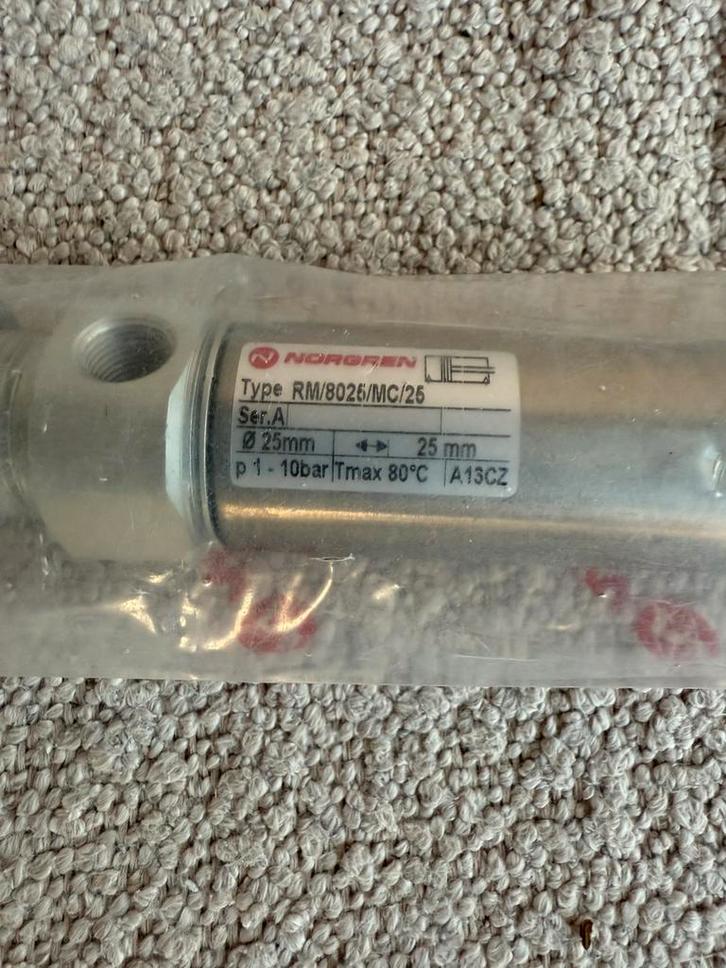 NORGREN
Type RM/8025/MC/25
Ser.A
Ø 25mm 25 mm
p 1 - 10bar Tmax 80°C A13CZ